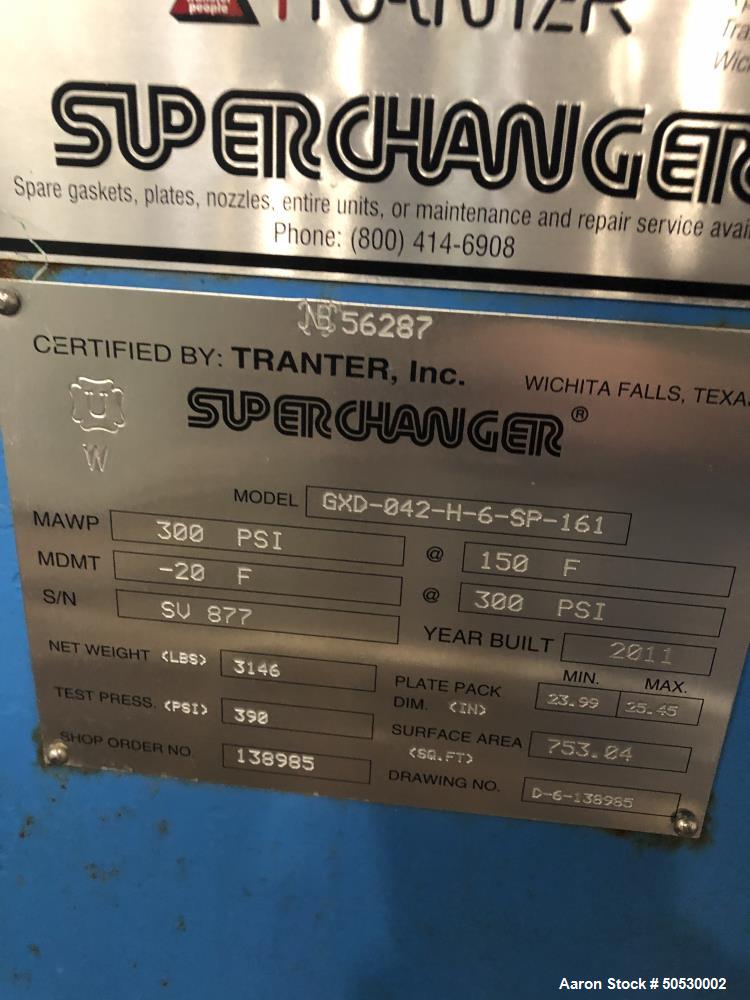 people TRANTER
SUPERCHANGER
Spare gaskets, plates, nozzles, entire units, or maintenance and repair service
Phone: (800) 414-6908
NB 56287
CERTIFIED BY: TRANTER, Inc. WICHITA FALLS, TEXAS
U
W
SUPERCHANGER®
MODEL GXD-042-H-6-SP-161
MAWP 300 PSI @ 150 F
MDMT -20 F @ 300 PSI
S/N SV 877 YEAR BUILT 2011
NET WEIGHT (LBS) 3146 PLATE PACK DIM. (IN) MIN. 23.99 MAX. 25.45
TEST PRESS. (PSI) 390 SURFACE AREA (SQ.FT) 753.04
SHOP ORDER NO. 138985 DRAWING NO. D-6-138985
Aaron Stock # 50530002